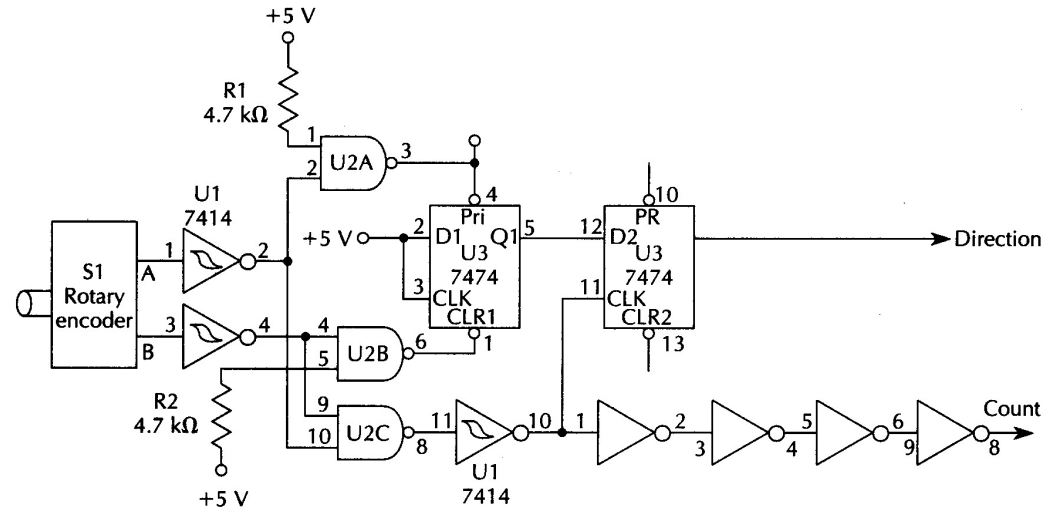 +5 V
R1
4.7 kΩ
1
2
U2A
3
4
Pri
U1
7414
+5 V
2
D1
Q1
5
U3
7474
3
CLK
CLR1
1
10
PR
12
D2
U3
7474
11
CLK
CLR2
13
Direction
S1
Rotary
encoder
A
1
2
B
3
4
4
5
U2B
6
R2
4.7 kΩ
+5 V
9
10
U2C
8
11
10
U1
7414
1
2
3
4
5
6
9
8
Count